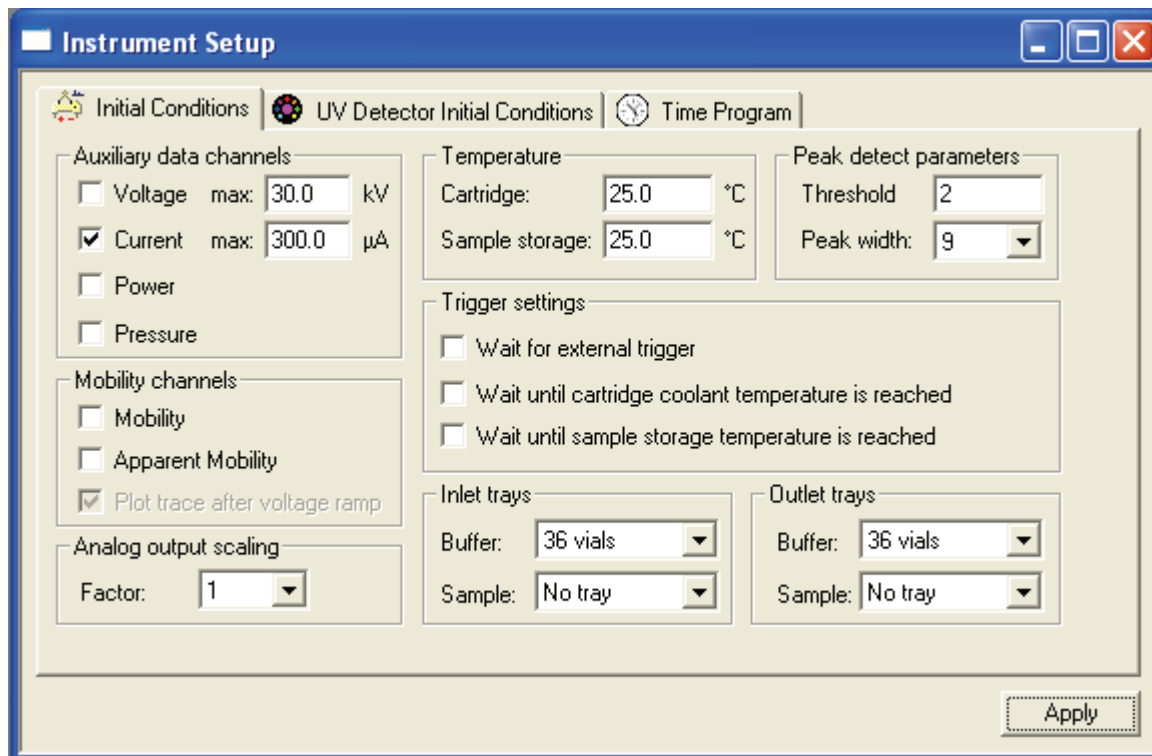 Instrument Setup
Initial Conditions
UV Detector Initial Conditions
Time Program
Auxiliary data channels
Voltage max: 30.0 kV
Current max: 300.0 µA
Power
Pressure
Mobility channels
Mobility
Apparent Mobility
Plot trace after voltage ramp
Analog output scaling
Factor: 1
Temperature
Cartridge: 25.0 °C
Sample storage: 25.0 °C
Peak detect parameters
Threshold 2
Peak width: 9
Trigger settings
Wait for external trigger
Wait until cartridge coolant temperature is reached
Wait until sample storage temperature is reached
Inlet trays
Buffer: 36 vials
Sample: No tray
Outlet trays
Buffer: 36 vials
Sample: No tray
Apply